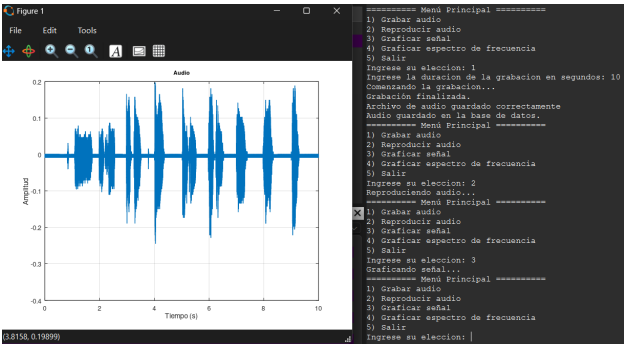 Figure 1
File Edit Tools
A
Audio
0.2
0.1
0
-0.1
-0.2
-0.3
-0.4
Amplitud
0 2 4 6 8 10
Tiempo (s)
(3.8158, 0.19899)
========== Menú Principal ==========
1) Grabar audio
2) Reproducir audio
3) Graficar señal
4) Graficar espectro de frecuencia
5) Salir
Ingrese su eleccion: 1
Ingrese la duracion de la grabacion en segundos: 10
Comenzando la grabacion...
Grabación finalizada.
Archivo de audio guardado correctamente
Audio guardado en la base de datos.
========== Menú Principal ==========
1) Grabar audio
2) Reproducir audio
3) Graficar señal
4) Graficar espectro de frecuencia
5) Salir
Ingrese su eleccion: 2
Reproduciendo audio...
========== Menú Principal ==========
1) Grabar audio
2) Reproducir audio
3) Graficar señal
4) Graficar espectro de frecuencia
5) Salir
Ingrese su eleccion: 3
Graficando señal...
========== Menú Principal ==========
1) Grabar audio
2) Reproducir audio
3) Graficar señal
4) Graficar espectro de frecuencia
5) Salir
Ingrese su eleccion: